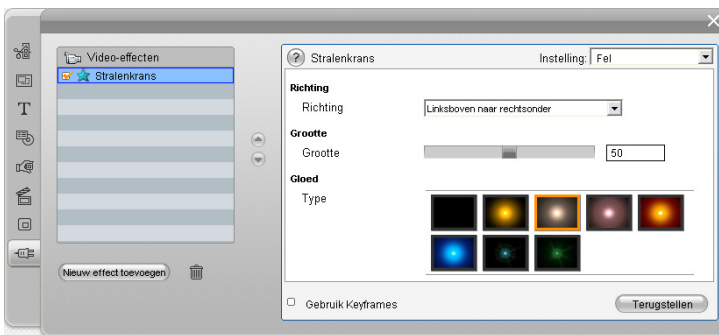 Video-effecten
Stralenkrans
Nieuw effect toevoegen
? Stralenkrans Instelling: Fel
Richting
Richting Linksboven naar rechtsonder
Grootte
Grootte 50
Gloed
Type
Gebruik Keyframes Terugstellen
T